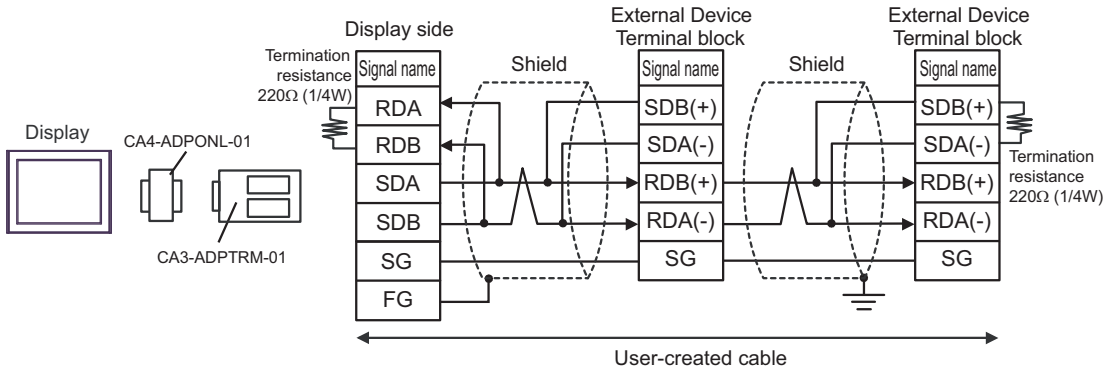 Display
CA4-ADPONL-01
CA3-ADPTRM-01
Termination
resistance
220Ω (1/4W)
Display side
Signal name
RDA
RDB
SDA
SDB
SG
FG
Shield
External Device
Terminal block
Signal name
SDB(+)
SDA(-)
RDB(+)
RDA(-)
SG
Shield
External Device
Terminal block
Signal name
SDB(+)
SDA(-)
RDB(+)
RDA(-)
SG
Termination
resistance
220Ω (1/4W)
User-created cable